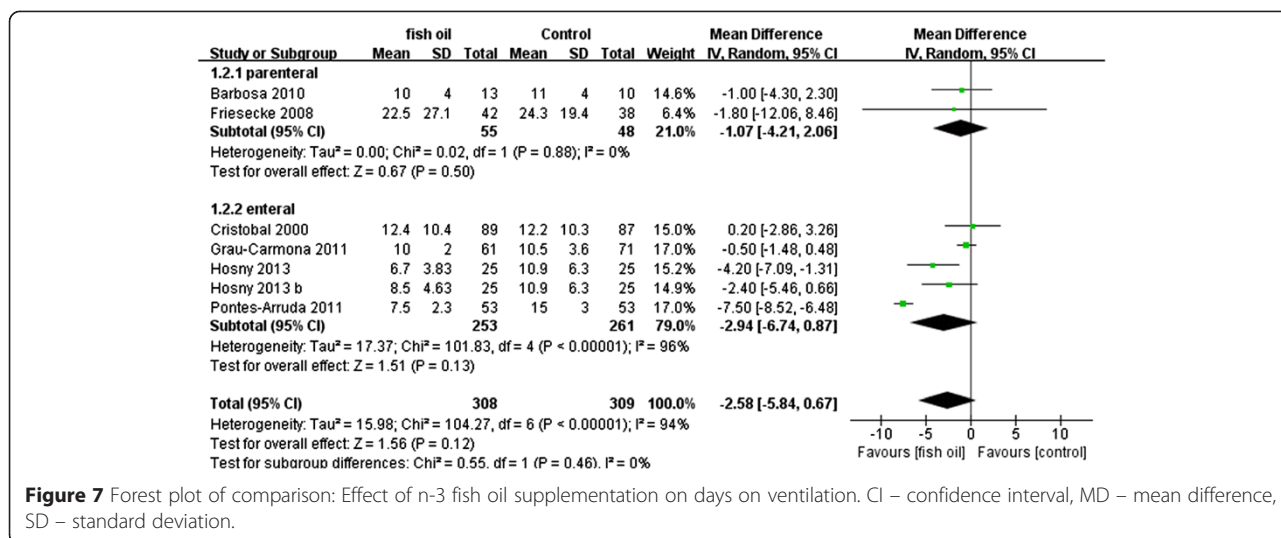 fish oil Control Mean Difference Mean Difference
Study or Subgroup Mean SD Total Mean SD Total Weight IV, Random, 95% CI IV, Random, 95% CI
1.2.1 parenteral
Barbosa 2010 10 4 13 11 4 10 14.6% -1.00 [-4.30, 2.30]
Friesecke 2008 22.5 27.1 42 24.3 19.4 38 6.4% -1.80 [-12.06, 8.46]
Subtotal (95% CI) 55 48 21.0% -1.07 [-4.21, 2.06]
Heterogeneity: Tau² = 0.00; Chi² = 0.02, df = 1 (P = 0.88); I² = 0%
Test for overall effect: Z = 0.67 (P = 0.50)
1.2.2 enteral
Cristobal 2000 12.4 10.4 89 12.2 10.3 87 15.0% 0.20 [-2.86, 3.26]
Grau-Carmona 2011 10 2 61 10.5 3.6 71 17.0% -0.50 [-1.48, 0.48]
Hosny 2013 6.7 3.83 25 10.9 6.3 25 15.2% -4.20 [-7.09, -1.31]
Hosny 2013 b 8.5 4.63 25 10.9 6.3 25 14.9% -2.40 [-5.46, 0.66]
Pontes-Arruda 2011 7.5 2.3 53 15 3 53 17.0% -7.50 [-8.52, -6.48]
Subtotal (95% CI) 253 261 79.0% -2.94 [-6.74, 0.87]
Heterogeneity: Tau² = 17.37; Chi² = 101.83, df = 4 (P < 0.00001); I² = 96%
Test for overall effect: Z = 1.51 (P = 0.13)
Total (95% CI) 308 309 100.0% -2.58 [-5.84, 0.67]
Heterogeneity: Tau² = 15.98; Chi² = 104.27, df = 6 (P < 0.00001); I² = 94%
Test for overall effect: Z = 1.56 (P = 0.12)
Test for subgroup differences: Chi² = 0.55, df = 1 (P = 0.46), I² = 0%
-10 -5 0 5 10
Favours [fish oil] Favours [control]
Figure 7 Forest plot of comparison: Effect of n-3 fish oil supplementation on days on ventilation. CI – confidence interval, MD – mean difference,
SD – standard deviation.